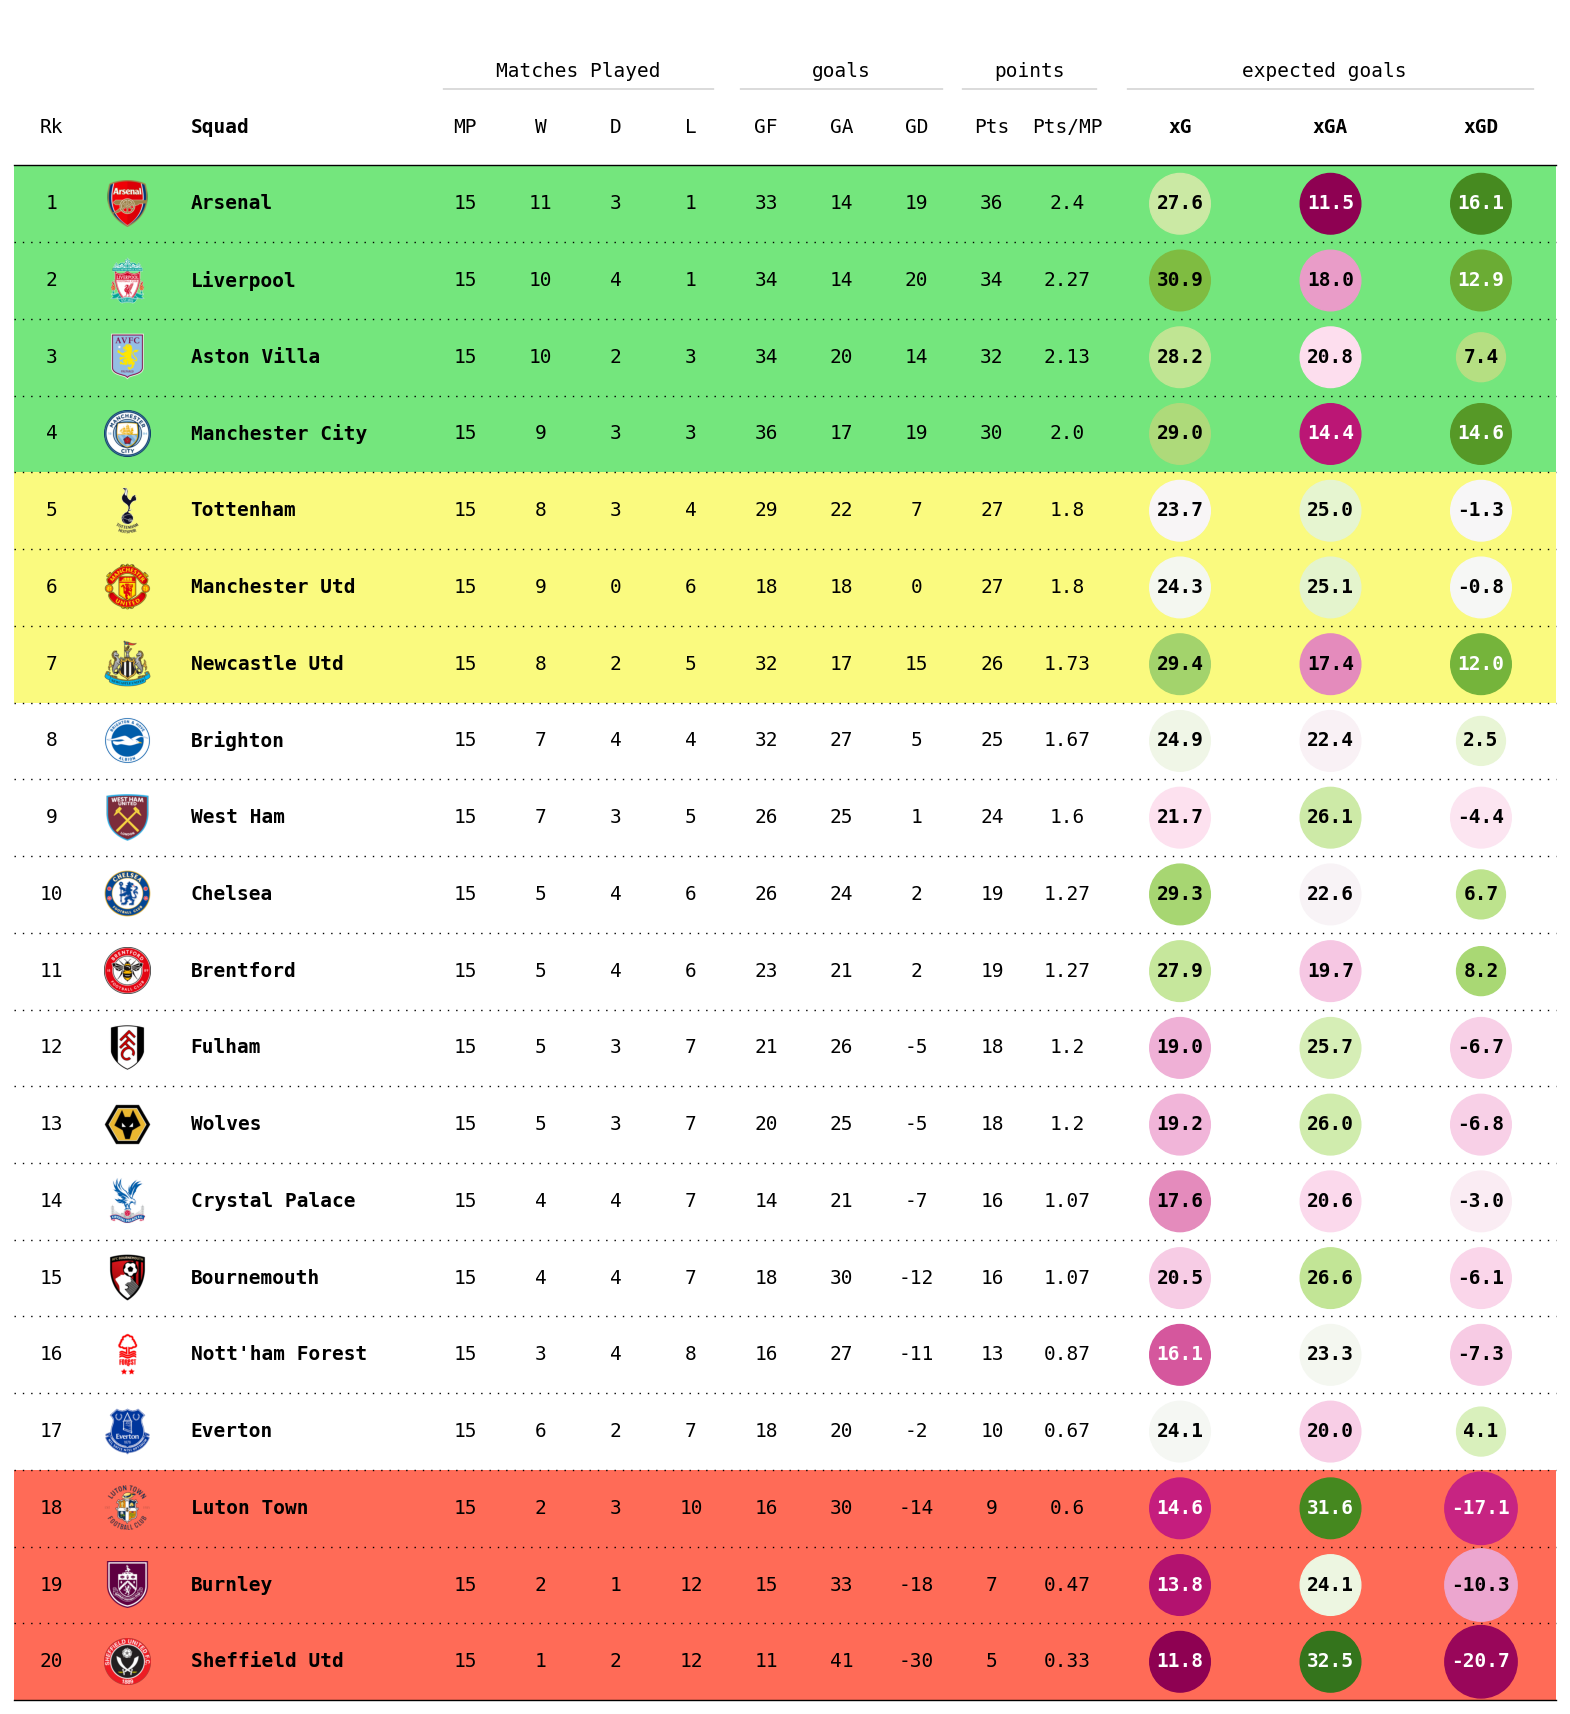 Matches Played goals points expected goals
Rk Squad MP W D L GF GA GD Pts Pts/MP xG xGA xGD
1 Arsenal 15 11 3 1 33 14 19 36 2.4 27.6 11.5 16.1
2 Liverpool 15 10 4 1 34 14 20 34 2.27 30.9 18.0 12.9
3 Aston Villa 15 10 2 3 34 20 14 32 2.13 28.2 20.8 7.4
4 Manchester City 15 9 3 3 36 17 19 30 2.0 29.0 14.4 14.6
5 Tottenham 15 8 3 4 29 22 7 27 1.8 23.7 25.0 -1.3
6 Manchester Utd 15 9 0 6 18 18 0 27 1.8 24.3 25.1 -0.8
7 Newcastle Utd 15 8 2 5 32 17 15 26 1.73 29.4 17.4 12.0
8 Brighton 15 7 4 4 32 27 5 25 1.67 24.9 22.4 2.5
9 West Ham 15 7 3 5 26 25 1 24 1.6 21.7 26.1 -4.4
10 Chelsea 15 5 4 6 26 24 2 19 1.27 29.3 22.6 6.7
11 Brentford 15 5 4 6 23 21 2 19 1.27 27.9 19.7 8.2
12 Fulham 15 5 3 7 21 26 -5 18 1.2 19.0 25.7 -6.7
13 Wolves 15 5 3 7 20 25 -5 18 1.2 19.2 26.0 -6.8
14 Crystal Palace 15 4 4 7 14 21 -7 16 1.07 17.6 20.6 -3.0
15 Bournemouth 15 4 4 7 18 30 -12 16 1.07 20.5 26.6 -6.1
16 Nott'ham Forest 15 3 4 8 16 27 -11 13 0.87 16.1 23.3 -7.3
17 Everton 15 6 2 7 18 20 -2 10 0.67 24.1 20.0 4.1
18 Luton Town 15 2 3 10 16 30 -14 9 0.6 14.6 31.6 -17.1
19 Burnley 15 2 1 12 15 33 -18 7 0.47 13.8 24.1 -10.3
20 Sheffield Utd 15 1 2 12 11 41 -30 5 0.33 11.8 32.5 -20.7